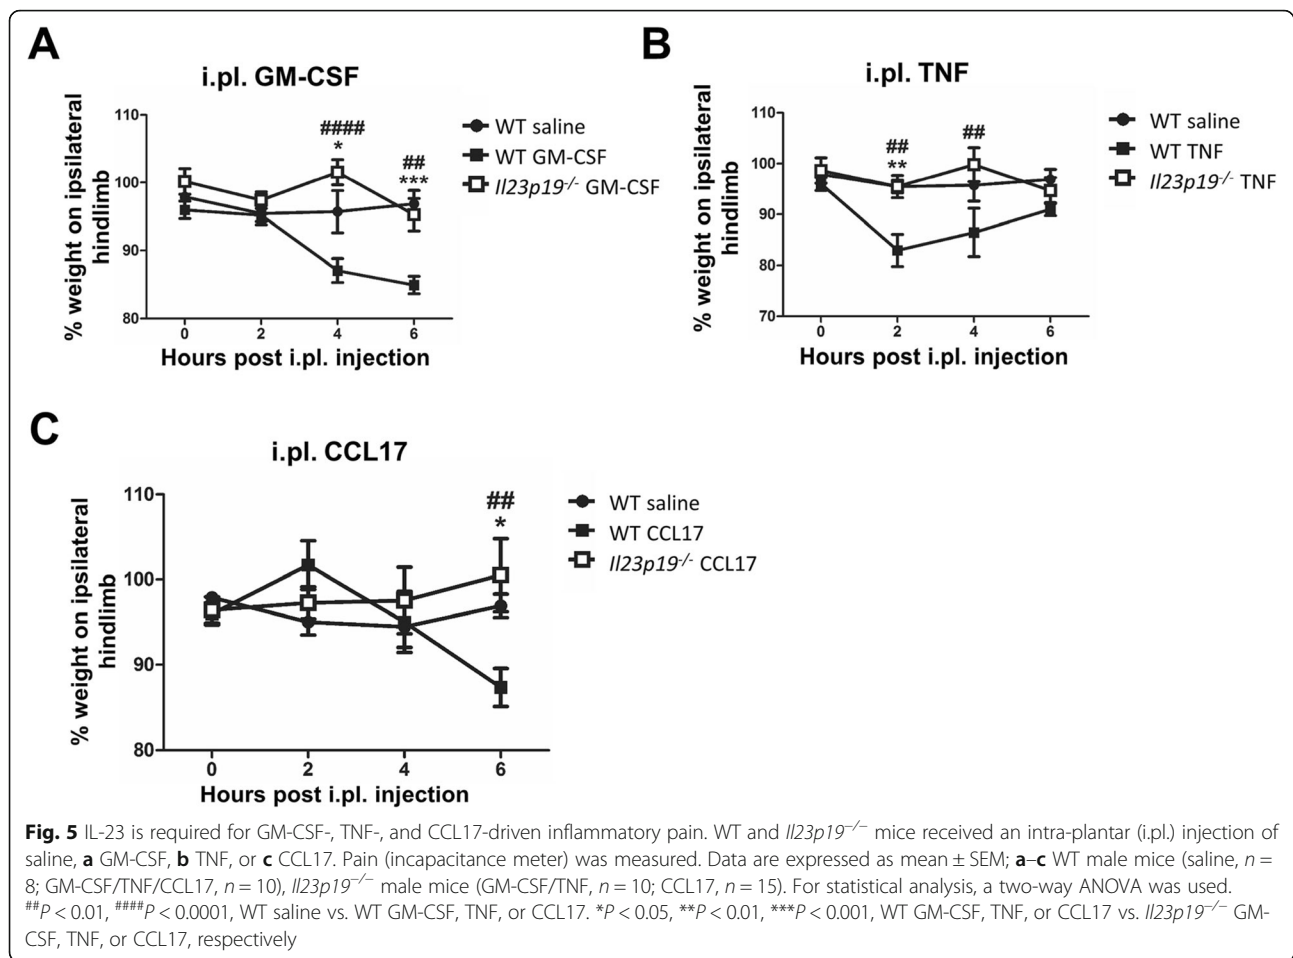 A
i.pl. GM-CSF
% weight on ipsilateral
hindlimb
110
100
90
80
0 2 4 6
Hours post i.pl. injection
####
*
##
***
WT saline
WT GM-CSF
Il23p19-/- GM-CSF
B
i.pl. TNF
% weight on ipsilateral
hindlimb
110
100
90
80
70
0 2 4 6
Hours post i.pl. injection
##
**
##
WT saline
WT TNF
Il23p19-/- TNF
C
i.pl. CCL17
% weight on ipsilateral
hindlimb
110
100
90
80
0 2 4 6
Hours post i.pl. injection
##
*
WT saline
WT CCL17
Il23p19-/- CCL17
Fig. 5 IL-23 is required for GM-CSF-, TNF-, and CCL17-driven inflammatory pain. WT and Il23p19−/− mice received an intra-plantar (i.pl.) injection of
saline, a GM-CSF, b TNF, or c CCL17. Pain (incapacitance meter) was measured. Data are expressed as mean ± SEM; a–c WT male mice (saline, n =
8; GM-CSF/TNF/CCL17, n = 10), Il23p19−/− male mice (GM-CSF/TNF, n = 10; CCL17, n = 15). For statistical analysis, a two-way ANOVA was used.
##P < 0.01, ####P < 0.0001, WT saline vs. WT GM-CSF, TNF, or CCL17. *P < 0.05, **P < 0.01, ***P < 0.001, WT GM-CSF, TNF, or CCL17 vs. Il23p19−/− GM-
CSF, TNF, or CCL17, respectively